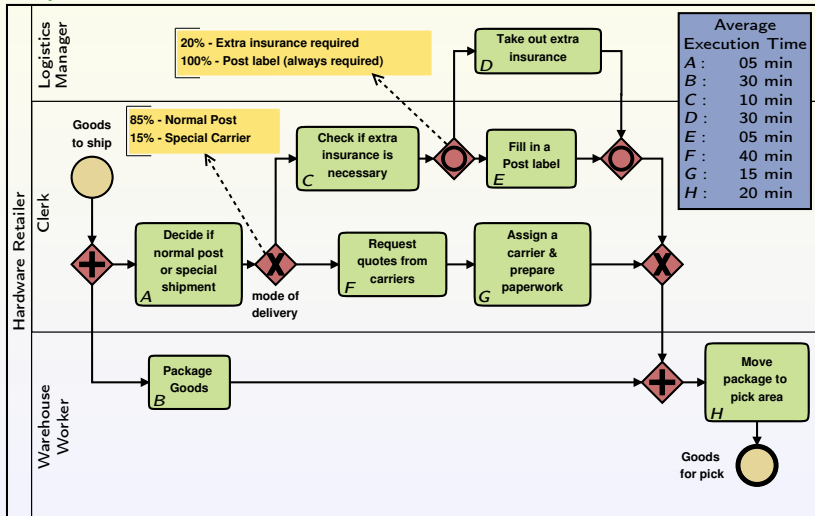 Logistics
Manager
20% - Extra insurance required
100% - Post label (always required)
Take out extra
insurance
D
Average
Execution Time
A : 05 min
B : 30 min
C : 10 min
D : 30 min
E : 05 min
F : 40 min
G : 15 min
H : 20 min
Hardware Retailer
Clerk
Goods
to ship
85% - Normal Post
15% - Special Carrier
Check if extra
insurance is
necessary
C
Fill in a
Post label
E
Decide if
normal post
or special
shipment
A
X
mode of
delivery
Request
quotes from
carriers
F
Assign a
carrier &
prepare
paperwork
G
X
Warehouse
Worker
Package
Goods
B
Move
package to
pick area
H
Goods
for pick